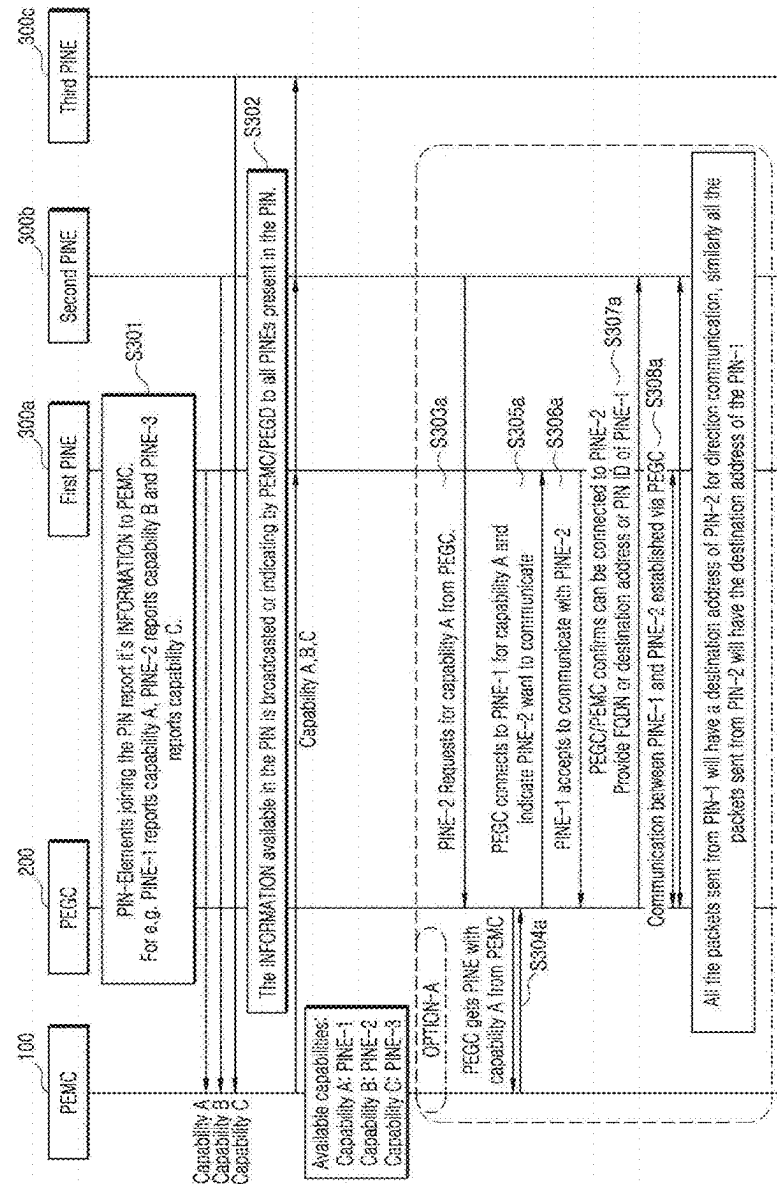 100
PEMC
200
PEGC
300a
First PINE
300b
Second PINE
300c
Third PINE
PIN-Elements joining the PIN report it's INFORMATION to PEMC.
For e.g. PINE-1 reports capability A, PINE-2 reports capability B and PINE-3
reports capability C.
S301
Capability A
Capability B
Capability C
The INFORMATION available in the PIN is broadcasted or indicating by PEMC/PEGD to all PINEs present in the PIN.
S302
Capability A,B,C
Available capabilities:
Capability A: PINE-1
Capability B: PINE-2
Capability C: PINE-3
OPTION-A
PINE-2 Requests for capability A from PEGC.
S303a
PEGC gets PINE with
capability A from PEMC
S304a
PEGC connects to PINE-1 for capability A and
indicate PINE-2 want to communicate
S305a
PINE-1 accepts to communicate with PINE-2
S306a
PEGC/PEMC confirms can be connected to PINE-2
Provide FQDN or destination address or PIN ID of PINE-1
S307a
Communication between PINE-1 and PINE-2 established via PEGC
S308a
All the packets sent from PIN-1 will have a destination address of PIN-2 for direction communication, similarly all the
packets sent from PIN-2 will have the destination address of the PIN-1